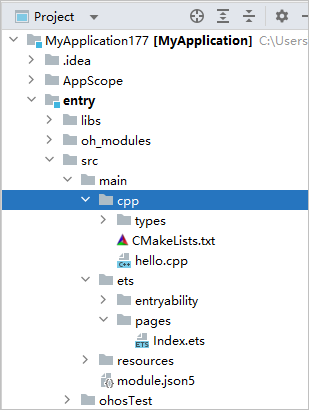 Project
MyApplication177 [MyApplication] C:\Users
.idea
AppScope
entry
libs
oh_modules
src
main
cpp
types
CMakeLists.txt
hello.cpp
ets
entryability
pages
ETS Index.ets
resources
module.json5
ohosTest